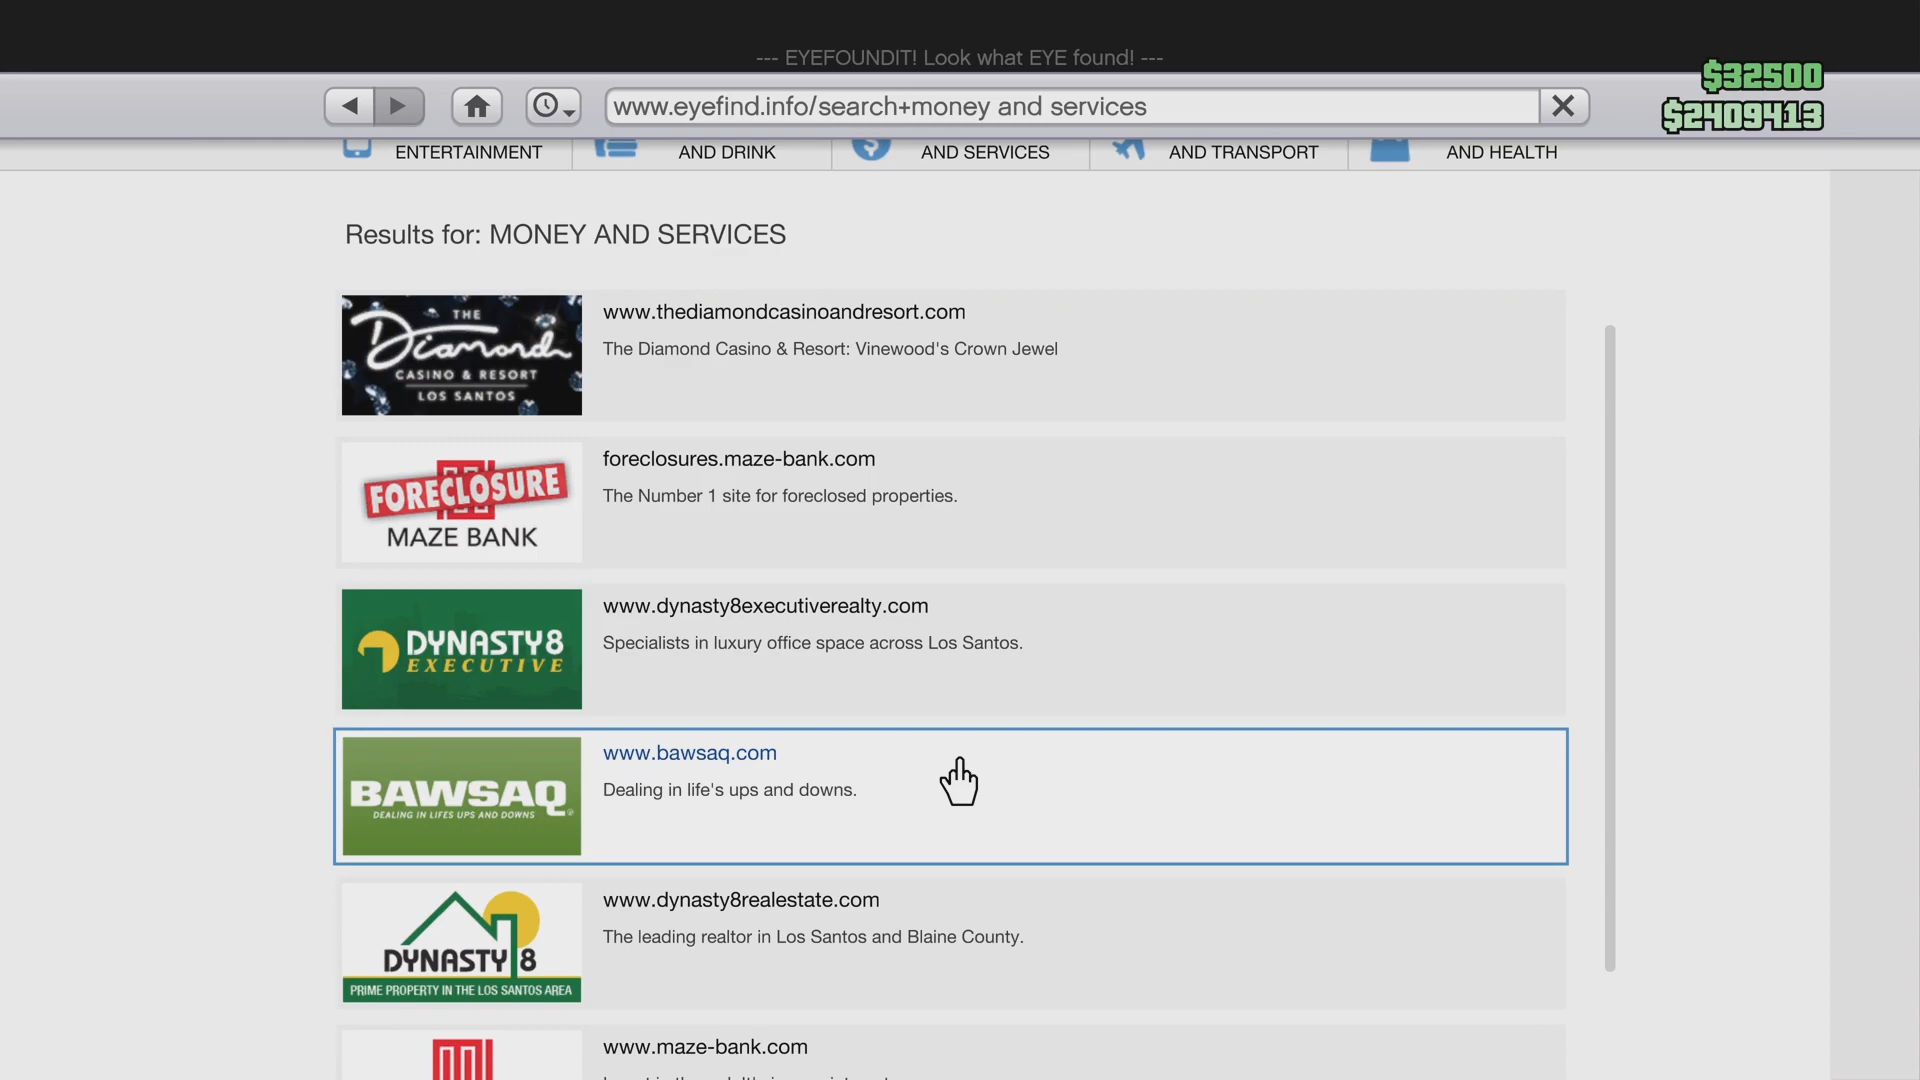 --- EYEFOUNDIT! Look what EYE found! ---
$32500
www.eyefind.info/search+money and services
$2409413
ENTERTAINMENT
AND DRINK
AND SERVICES
AND TRANSPORT
AND HEALTH
Results for: MONEY AND SERVICES
THE
Diamond
CASINO & RESORT
LOS SANTOS
www.thediamondcasinoandresort.com
The Diamond Casino & Resort: Vinewood's Crown Jewel
FORECLOSURE
MAZE BANK
foreclosures.maze-bank.com
The Number 1 site for foreclosed properties.
DYNASTY8
EXECUTIVE
www.dynasty8executiverealty.com
Specialists in luxury office space across Los Santos.
BAWSAQ
DEALING IN LIFES UPS AND DOWNS
www.bawsaq.com
Dealing in life's ups and downs.
DYNASTY 8
PRIME PROPERTY IN THE LOS SANTOS AREA
www.dynasty8realestate.com
The leading realtor in Los Santos and Blaine County.
www.maze-bank.com